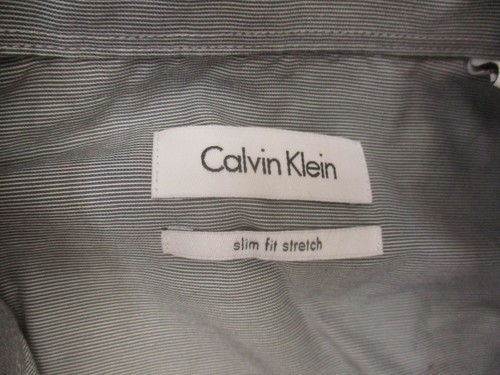 Calvin Klein
slim fit stretch